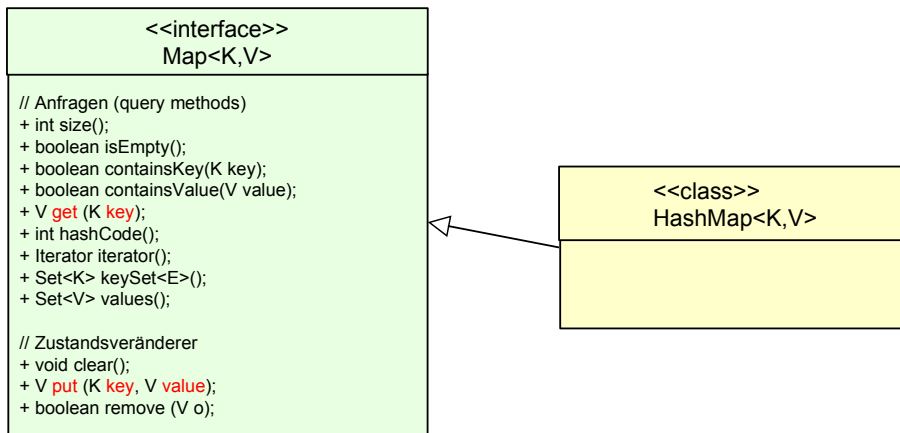 <<interface>>
Map<K,V>
// Anfragen (query methods)
+ int size();
+ boolean isEmpty();
+ boolean containsKey(K key);
+ boolean containsValue(V value);
+ V get (K key);
+ int hashCode();
+ Iterator iterator();
+ Set<K> keySet<E>();
+ Set<V> values();
// Zustandsveränderer
+ void clear();
+ V put (K key, V value);
+ boolean remove (V o);
<<class>>
HashMap<K,V>